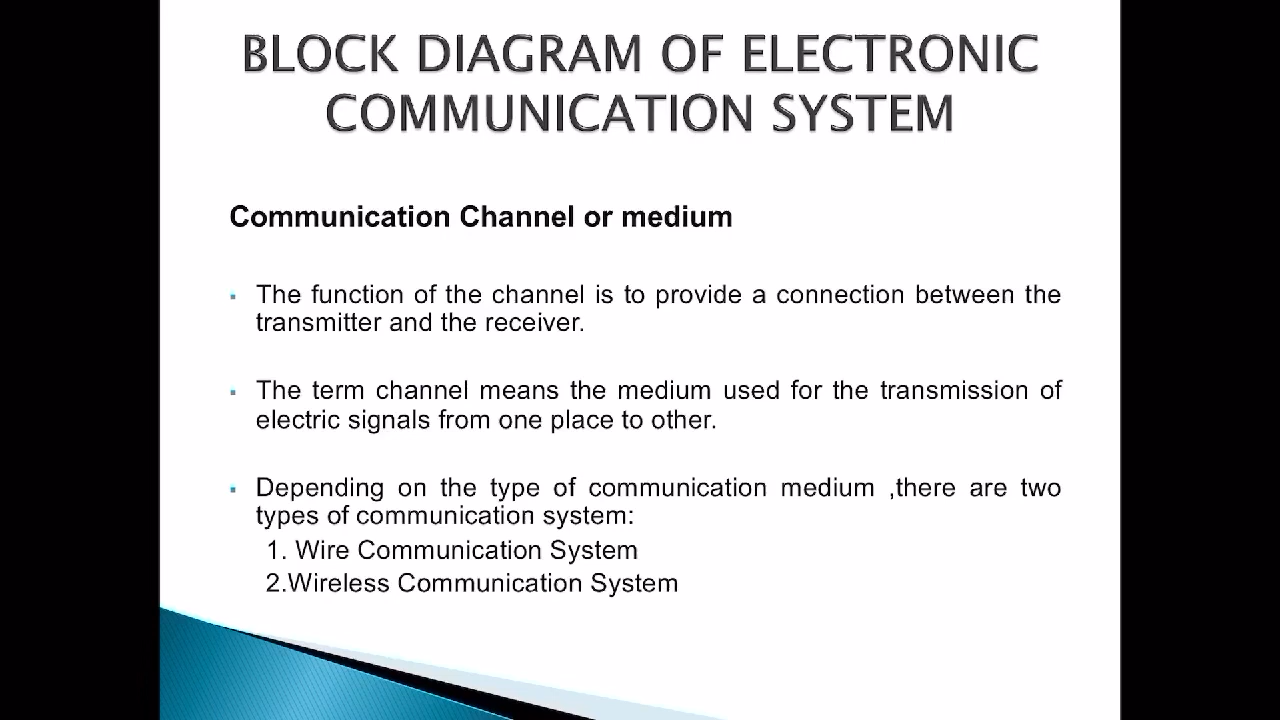 BLOCK DIAGRAM OF ELECTRONIC
COMMUNICATION SYSTEM
Communication Channel or medium
▪ The function of the channel is to provide a connection between the
transmitter and the receiver.
▪ The term channel means the medium used for the transmission of
electric signals from one place to other.
▪ Depending on the type of communication medium ,there are two
types of communication system:
1. Wire Communication System
2.Wireless Communication System